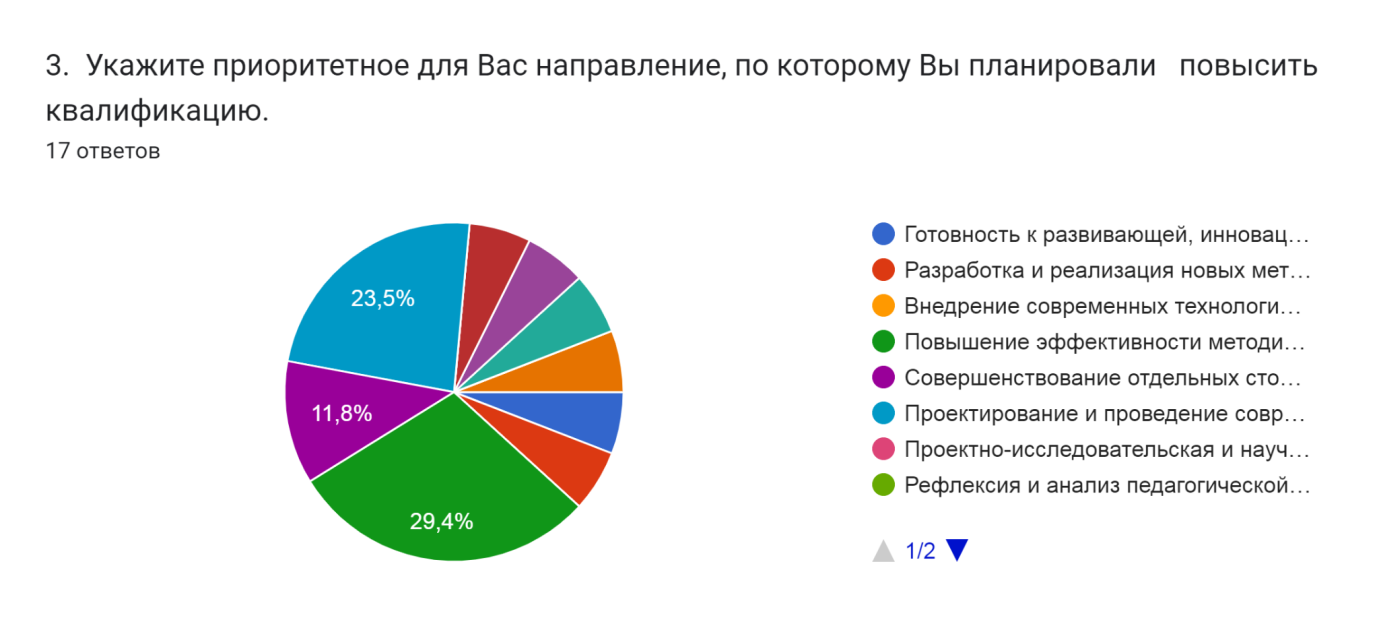 3. Укажите приоритетное для Вас направление, по которому Вы планировали повысить
квалификацию.
17 ответов
23,5%
11,8%
29,4%
Готовность к развивающей, инновац...
Разработка и реализация новых мет...
Внедрение современных технологи...
Повышение эффективности методи...
Совершенствование отдельных сто...
Проектирование и проведение совр...
Проектно-исследовательская и науч...
Рефлексия и анализ педагогической...
1/2